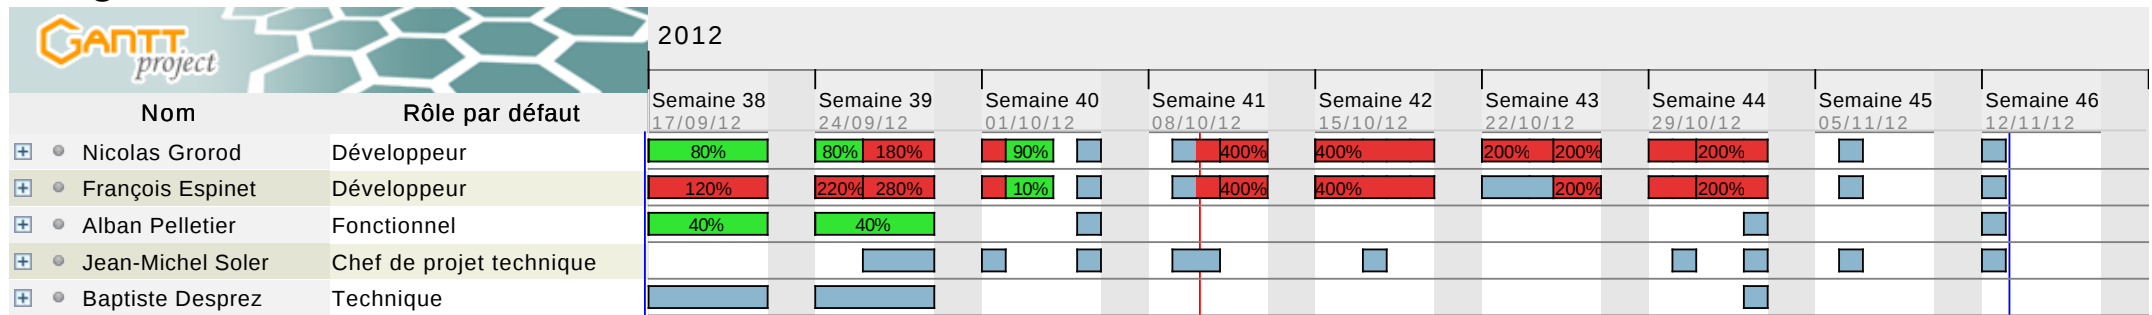 GANTT
project
2012
Nom Rôle par défaut
Semaine 38 Semaine 39 Semaine 40 Semaine 41 Semaine 42 Semaine 43 Semaine 44 Semaine 45 Semaine 46
17/09/12 24/09/12 01/10/12 08/10/12 15/10/12 22/10/12 29/10/12 05/11/12 12/11/12
Nicolas Grorod Développeur 80% 80% 180% 90% 400% 400% 200% 200% 200%
François Espinet Développeur 120% 220% 280% 10% 400% 400% 200% 200%
Alban Pelletier Fonctionnel 40% 40%
Jean-Michel Soler Chef de projet technique
Baptiste Desprez Technique